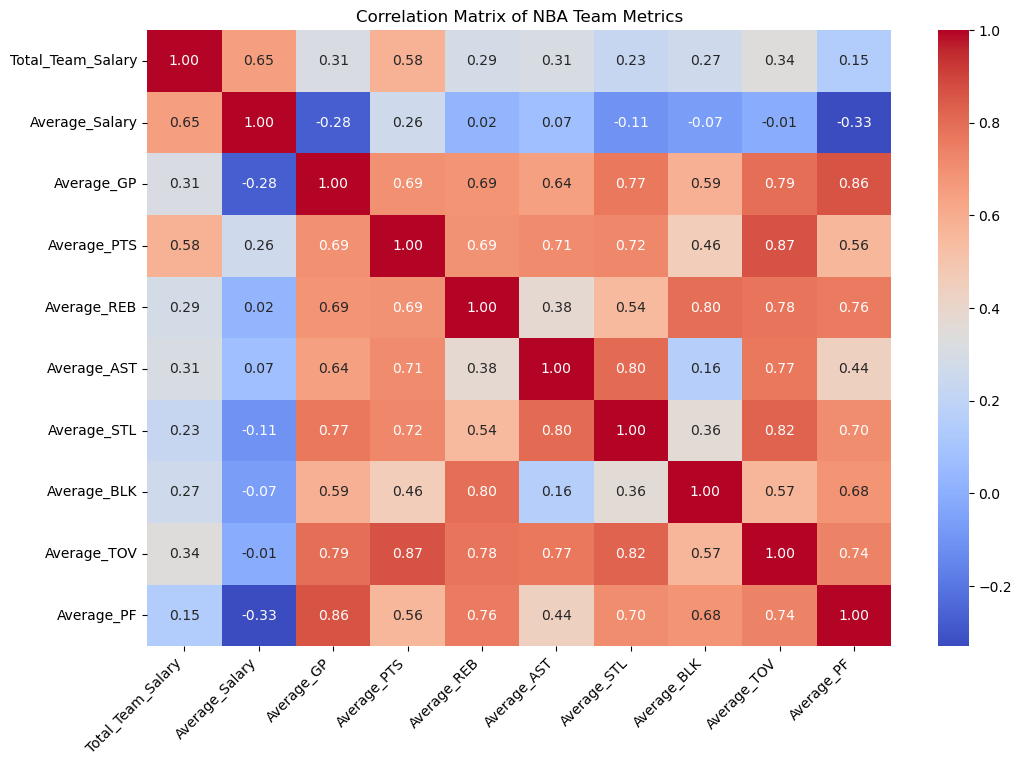 Correlation Matrix of NBA Team Metrics
Total_Team_Salary 1.00 0.65 0.31 0.58 0.29 0.31 0.23 0.27 0.34 0.15
Average_Salary 0.65 1.00 -0.28 0.26 0.02 0.07 -0.11 -0.07 -0.01 -0.33
Average_GP 0.31 -0.28 1.00 0.69 0.69 0.64 0.77 0.59 0.79 0.86
Average_PTS 0.58 0.26 0.69 1.00 0.69 0.71 0.72 0.46 0.87 0.56
Average_REB 0.29 0.02 0.69 0.69 1.00 0.38 0.54 0.80 0.78 0.76
Average_AST 0.31 0.07 0.64 0.71 0.38 1.00 0.80 0.16 0.77 0.44
Average_STL 0.23 -0.11 0.77 0.72 0.54 0.80 1.00 0.36 0.82 0.70
Average_BLK 0.27 -0.07 0.59 0.46 0.80 0.16 0.36 1.00 0.57 0.68
Average_TOV 0.34 -0.01 0.79 0.87 0.78 0.77 0.82 0.57 1.00 0.74
Average_PF 0.15 -0.33 0.86 0.56 0.76 0.44 0.70 0.68 0.74 1.00
Total_Team_Salary Average_Salary Average_GP Average_PTS Average_REB Average_AST Average_STL Average_BLK Average_TOV Average_PF
1.0
0.8
0.6
0.4
0.2
0.0
−0.2